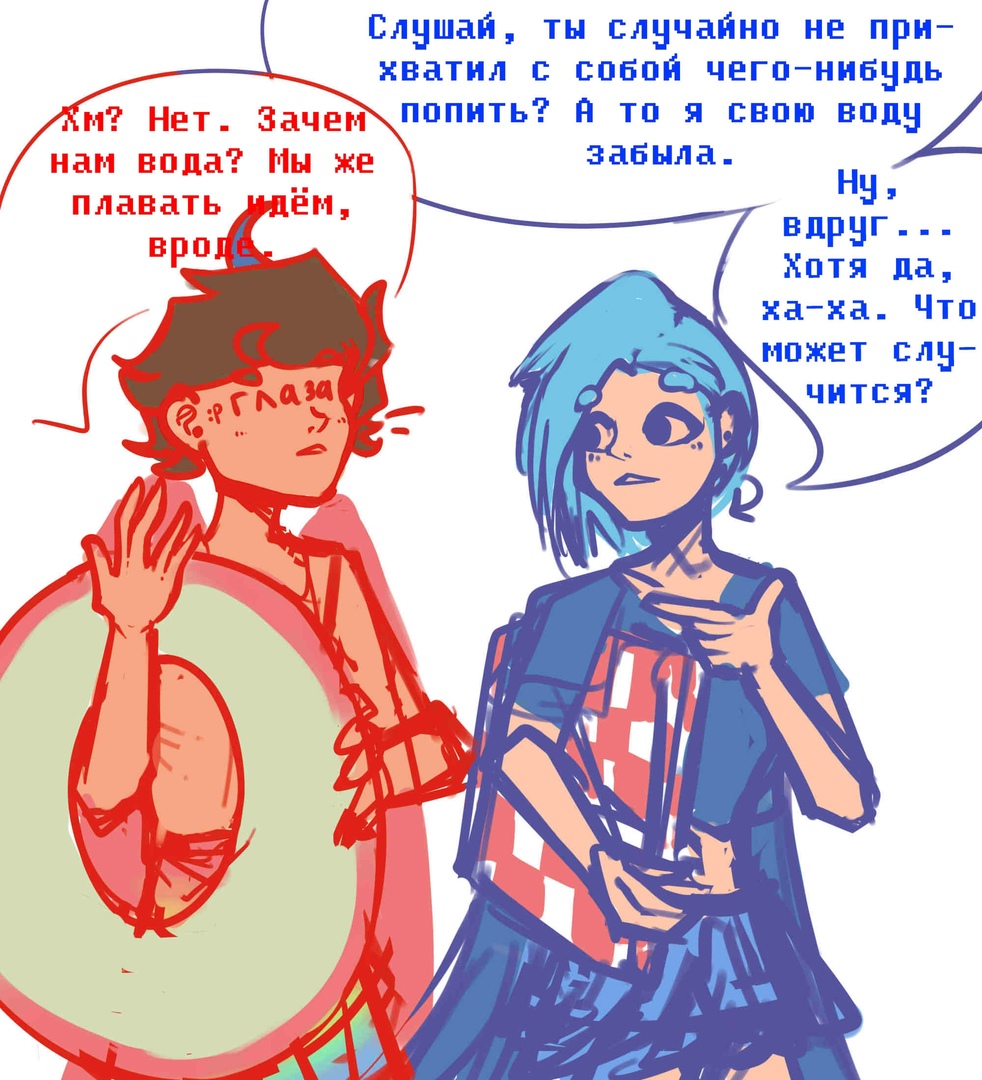 Слушай, ты случайно не при-
хватил с собой чего-нибудь
попить? А то я свою воду
забыла.
Хм? Нет. Зачем
нам вода? Мы же
плавать идём,
вроде.
Ну,
вдруг...
Хотя да,
ха-ха. Что
может слу-
чится?
:р глаза